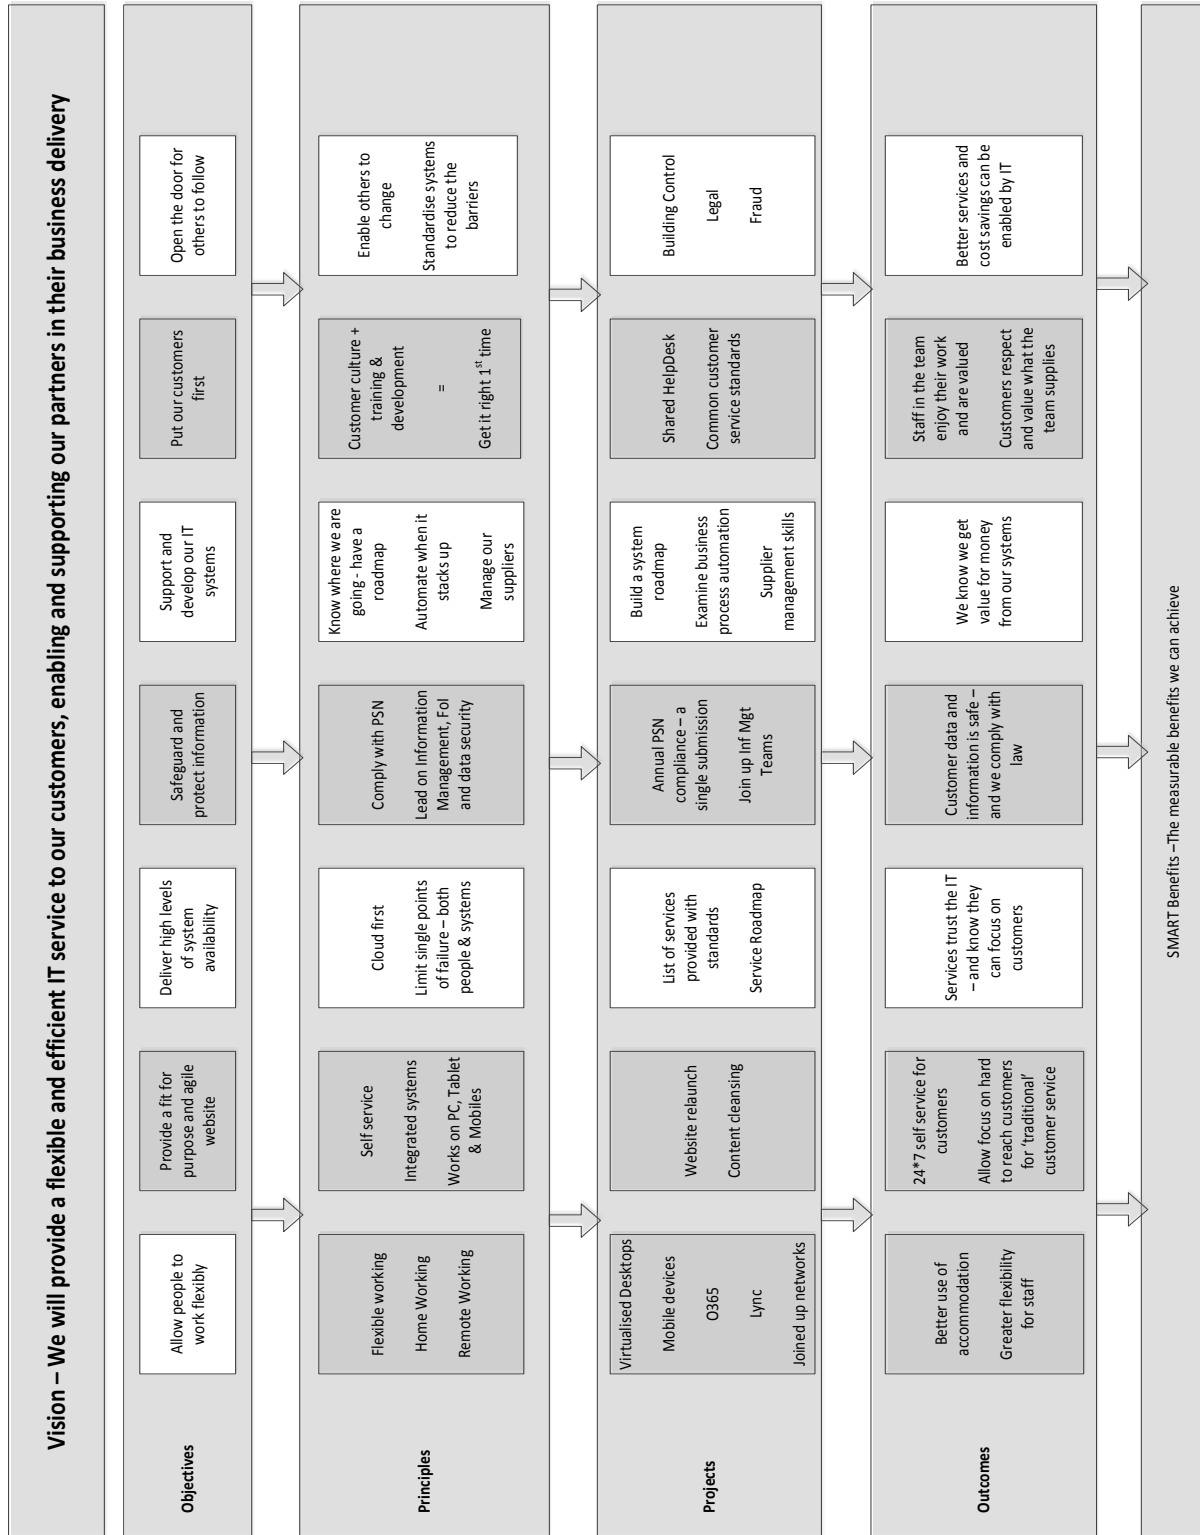 Vision – We will provide a flexible and efficient IT service to our customers, enabling and supporting our partners in their business delivery
Objectives
Allow people to
work flexibly
Provide a fit for
purpose and agile
website
Deliver high levels
of system
availability
Safeguard and
protect information
Support and
develop our IT
systems
Put our customers
first
Open the door for
others to follow
Principles
Flexible working
Home Working
Remote Working
Self service
Integrated systems
Works on PC, Tablet
& Mobiles
Cloud first
Limit single points
of failure – both
people & systems
Comply with PSN
Lead on Information
Management, FoI
and data security
Know where we are
going - have a
roadmap
Automate when it
stacks up
Manage our
suppliers
Customer culture +
training &
development
=
Get it right 1st time
Enable others to
change
Standardise systems
to reduce the
barriers
Projects
Virtualised Desktops
Mobile devices
O365
Lync
Joined up networks
Website relaunch
Content cleansing
List of services
provided with
standards
Service Roadmap
Annual PSN
compliance – a
single submission
Join up Inf Mgt
Teams
Build a system
roadmap
Examine business
process automation
Supplier
management skills
Shared HelpDesk
Common customer
service standards
Building Control
Legal
Fraud
Outcomes
Better use of
accommodation
Greater flexibility
for staff
24*7 self service for
customers
Allow focus on hard
to reach customers
for ‘traditional’
customer service
Services trust the IT
– and know they
can focus on
customers
Customer data and
information is safe –
and we comply with
law
We know we get
value for money
from our systems
Staff in the team
enjoy their work
and are valued
Customers respect
and value what the
team supplies
Better services and
cost savings can be
enabled by IT
SMART Benefits –The measurable benefits we can achieve